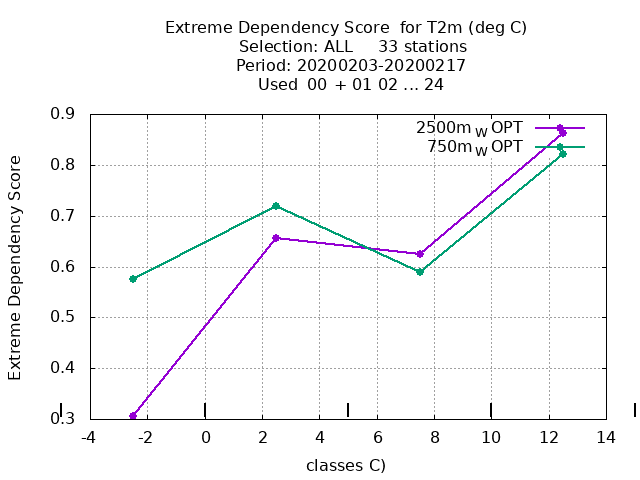 Extreme Dependency Score  for T2m (deg C)
Selection: ALL     33 stations
Period: 20200203-20200217
Used  00  + 01 02 ... 24
2500m W OPT
750m W OPT
Extreme Dependency Score
0.9
0.8
0.7
0.6
0.5
0.4
0.3
-4 -2 0 2 4 6 8 10 12 14
classes C)